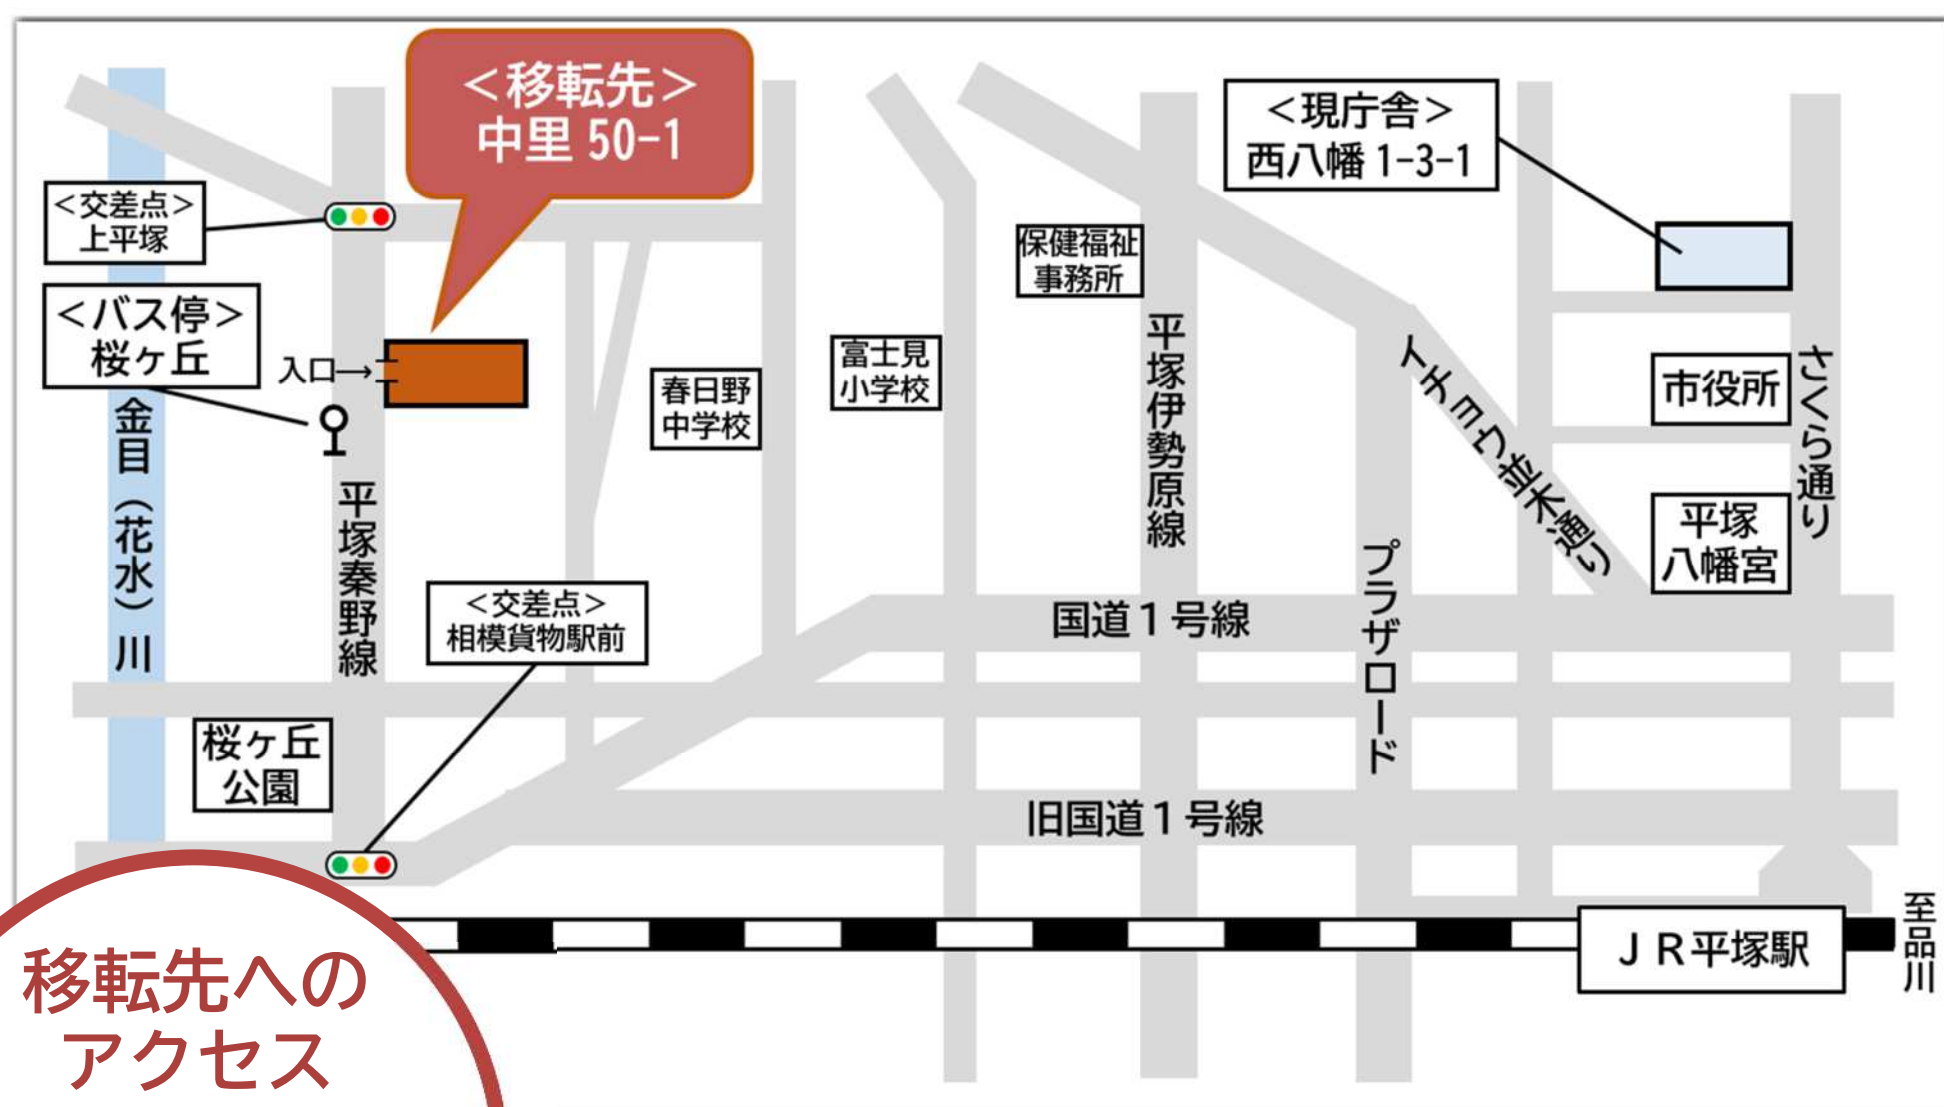 ＜移転先＞
中里 50-1
＜現庁舎＞
西八幡 1-3-1
＜交差点＞
上平塚
＜バス停＞
桜ヶ丘
入口→
保健福祉
事務所
富士見
小学校
春日野
中学校
市役所
平塚
八幡宮
さくら通り
イチョウ並木通り
平塚伊勢原線
プラザロード
金目（花水）川
平塚秦野線
＜交差点＞
相模貨物駅前
国道１号線
桜ヶ丘
公園
旧国道１号線
ＪＲ平塚駅
至品川
移転先への
アクセス